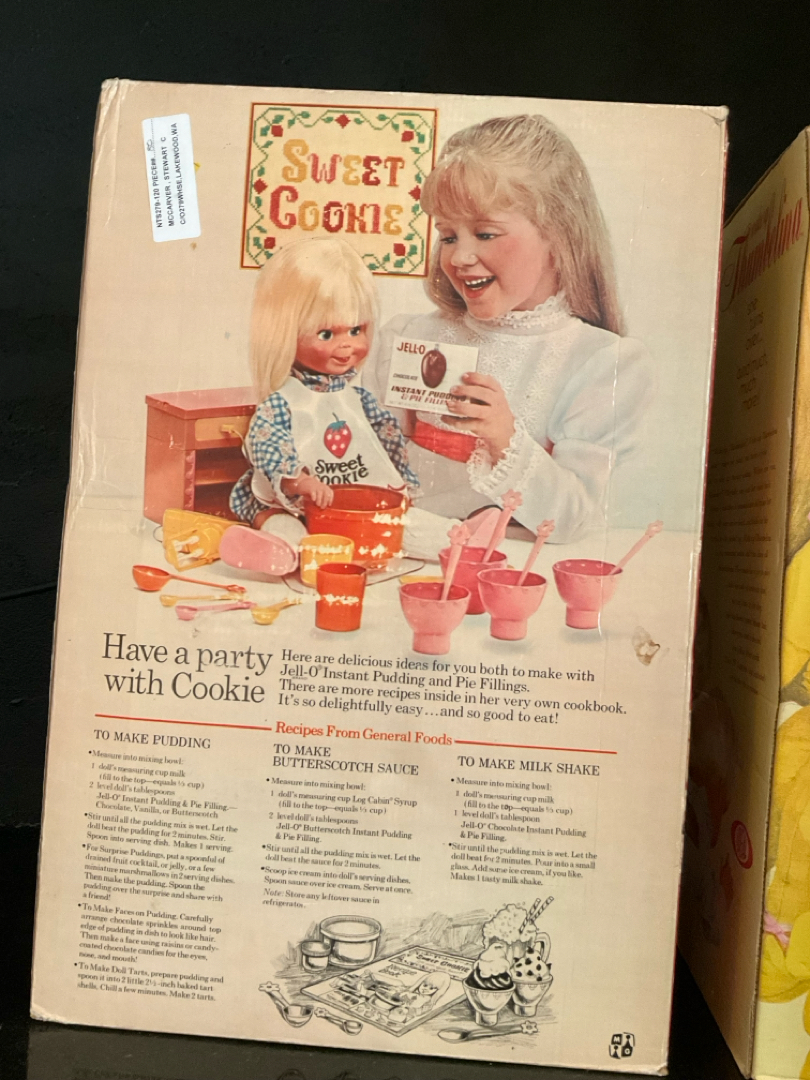 NTS279-120 PIECE##
MCCARVER , STEWART C
C/O279WHSE,LAKEWOOD,WA
SWEET
COOKIE
JELL-O
CHOCOLATE
INSTANT PUDDING
& PIE FILLING
Sweet
COOKIE
Thumbelina
Have a party
with Cookie
Here are delicious ideas for you both to make with
Jell-O® Instant Pudding and Pie Fillings.
There are more recipes inside in her very own cookbook.
It's so delightfully easy...and so good to eat!
Recipes From General Foods
TO MAKE PUDDING
•Measure into mixing bowl:
1 doll's measuring cup milk
(fill to the top—equals ⅓ cup)
2 level doll's tablespoons
Jell-O® Instant Pudding & Pie Filling—
Chocolate, Vanilla, or Butterscotch
•Stir until all the pudding mix is wet. Let the
doll beat the pudding for 2 minutes. Stir.
Spoon into serving dish. Makes 1 serving.
•For Surprise Puddings, put a spoonful of
drained fruit cocktail, or jelly, or a few
miniature marshmallows in 2 serving dishes.
Then make the pudding. Spoon the
pudding over the surprise and share with
a friend!
•To Make Faces on Pudding. Carefully
arrange chocolate sprinkles around top
edge of pudding in dish to look like hair.
Then make a face using raisins or candy-
coated chocolate candies for the eyes,
nose, and mouth!
•To Make Doll Tarts, prepare pudding and
spoon it into 2 little 2½-inch baked tart
shells. Chill a few minutes. Make 2 tarts.
TO MAKE
BUTTERSCOTCH SAUCE
•Measure into mixing bowl:
1 doll's measuring cup Log Cabin® Syrup
(fill to the top—equals ⅓ cup)
2 level doll's tablespoons
Jell-O® Butterscotch Instant Pudding
& Pie Filling.
•Stir until all the pudding mix is wet. Let the
doll beat the sauce for 2 minutes.
•Scoop ice cream into doll's serving dishes.
Spoon sauce over ice cream. Serve at once.
Note: Store any leftover sauce in
refrigerator.
TO MAKE MILK SHAKE
•Measure into mixing bowl:
1 doll's measuring cup milk
(fill to the top—equals ⅓ cup)
1 level doll's tablespoon
Jell-O® Chocolate Instant Pudding
& Pie Filling.
•Stir until all the pudding mix is wet. Let the
doll beat for 2 minutes. Pour into a small
glass. Add some ice cream, if you like.
Makes 1 tasty milk shake.